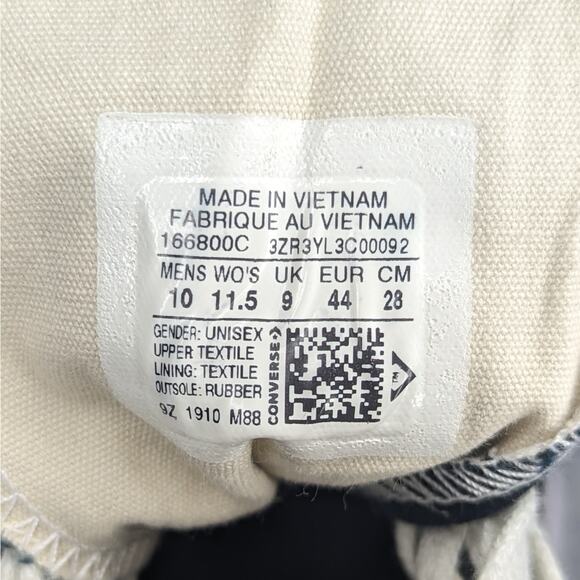 MADE IN VIETNAM
FABRIQUE AU VIETNAM
166800C 3ZR3YL3C00092
MENS WO'S UK EUR CM
10 11.5 9 44 28
GENDER: UNISEX
UPPER TEXTILE
LINING: TEXTILE
OUTSOLE: RUBBER
9Z 1910 M88
CONVERSE
TM